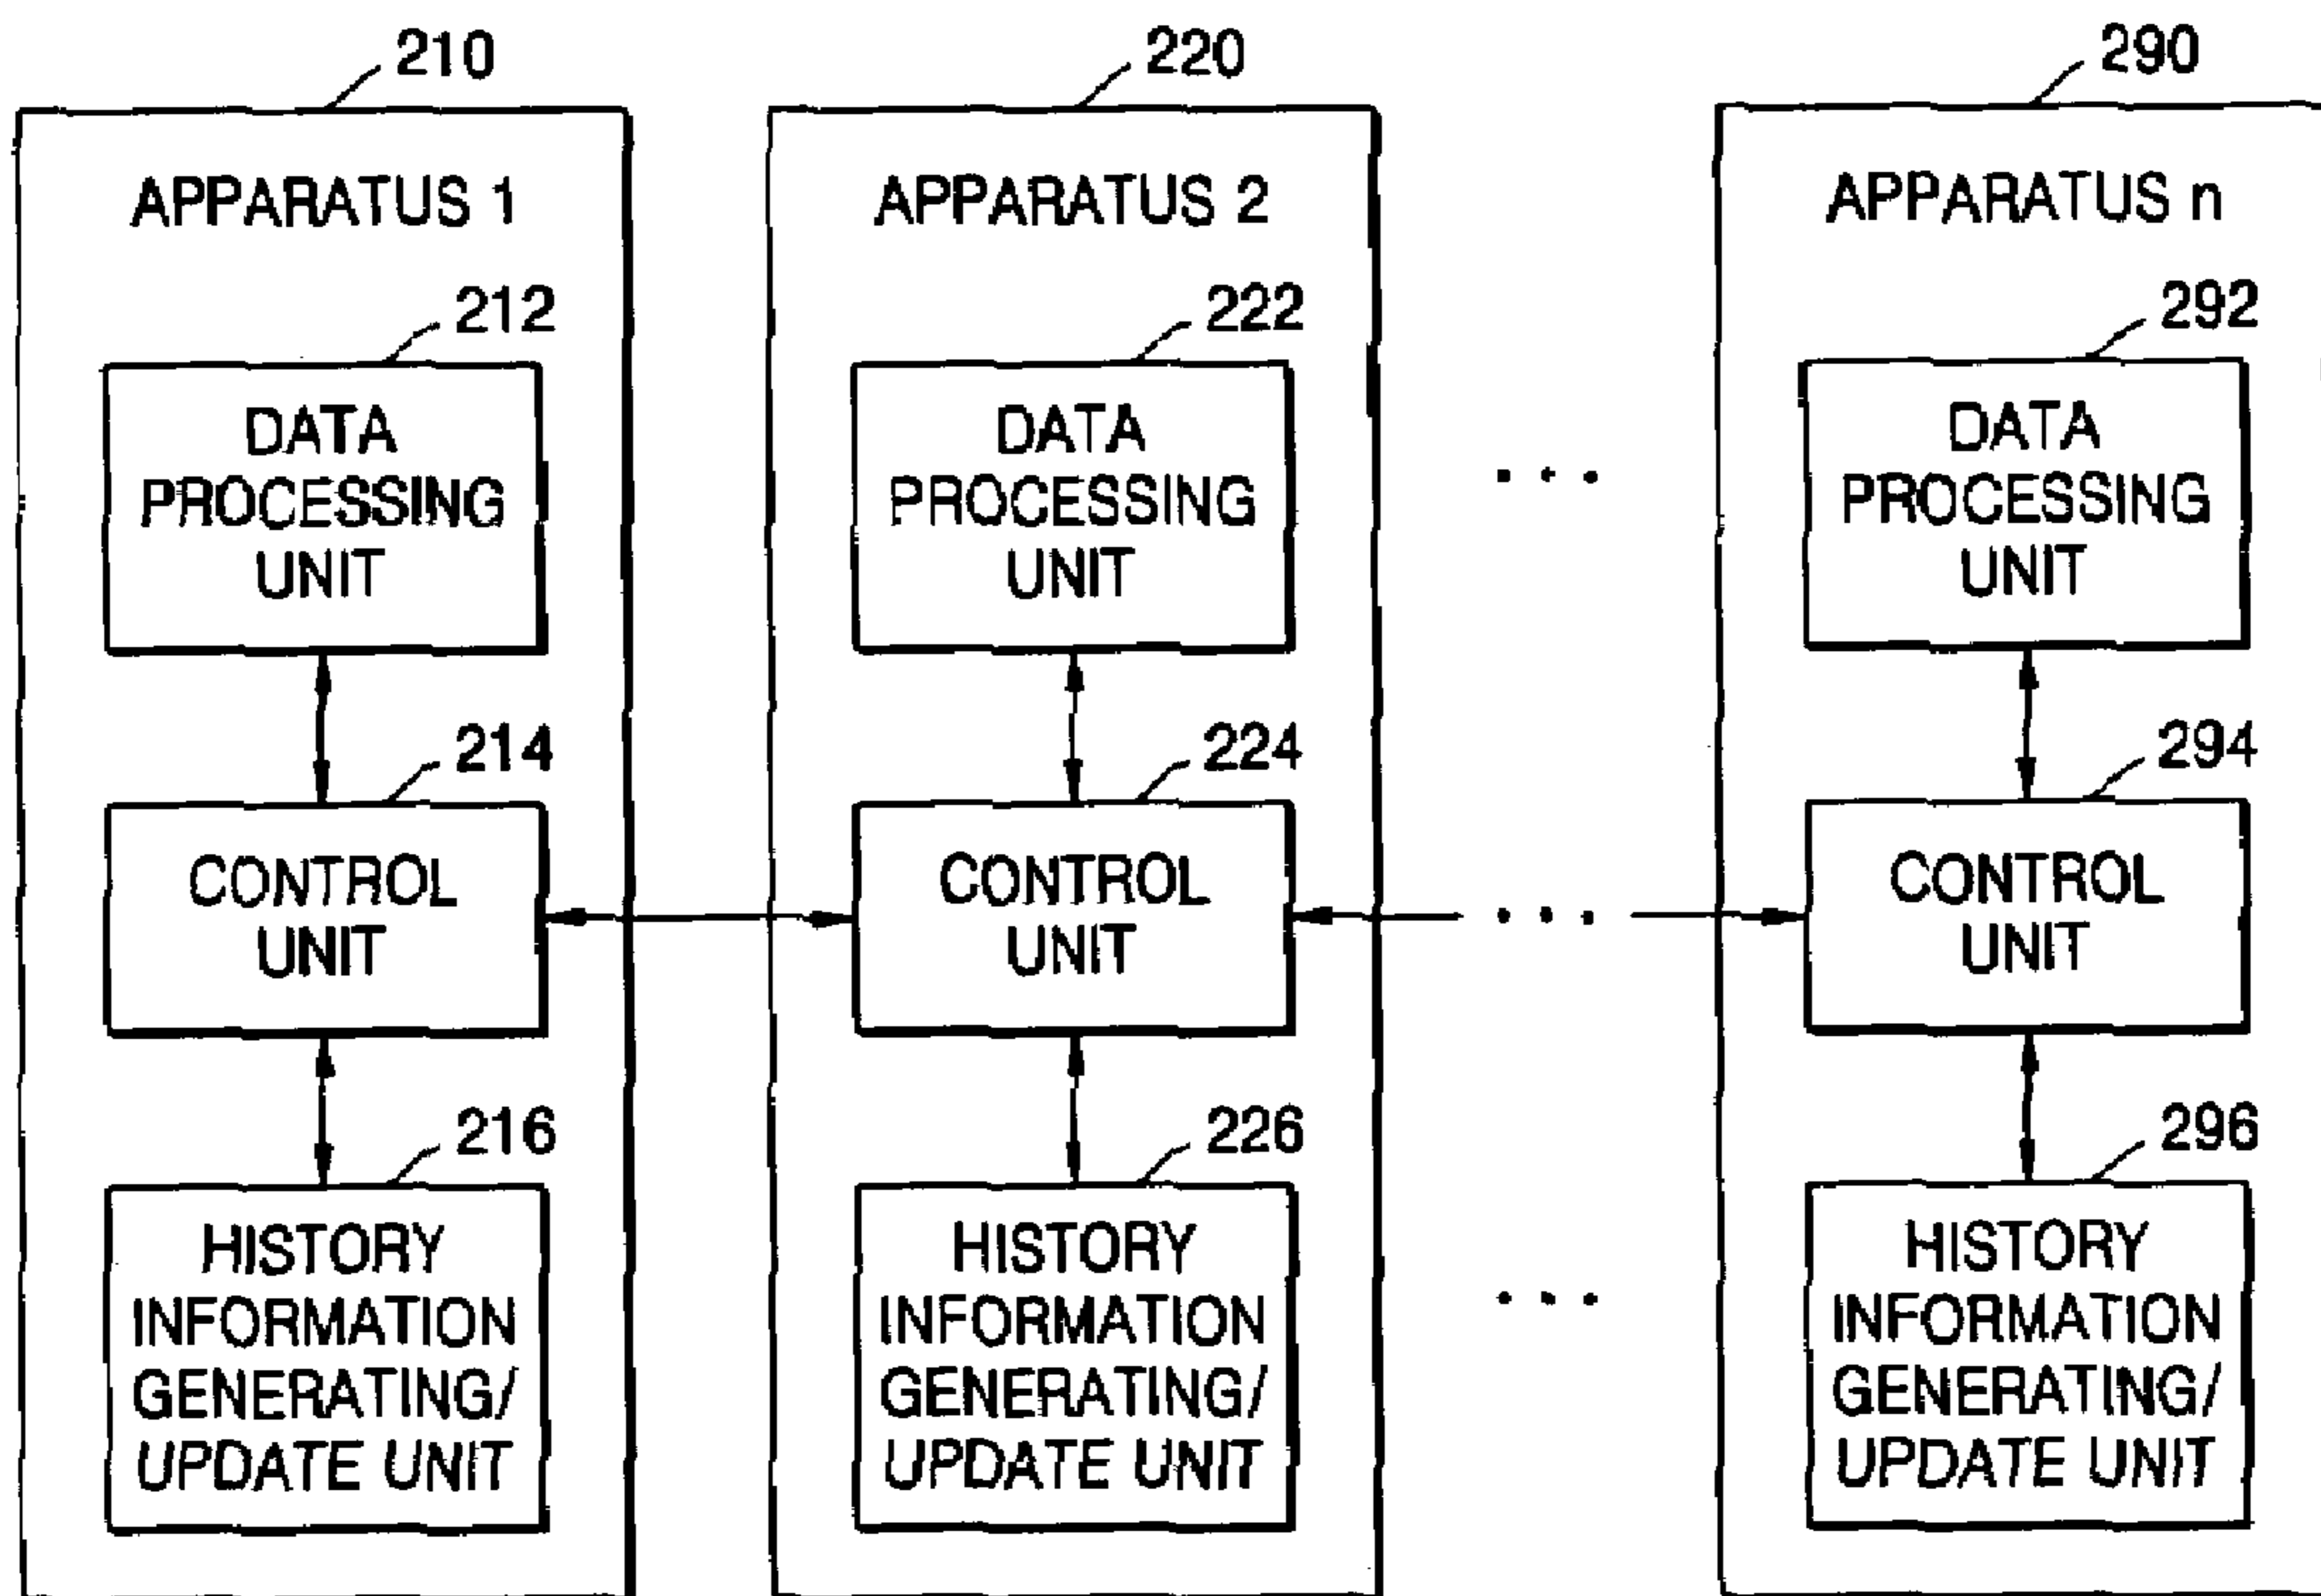 210
APPARATUS 1
212
DATA
PROCESSING
UNIT
214
CONTROL
UNIT
216
HISTORY
INFORMATION
GENERATING/
UPDATE UNIT
220
APPARATUS 2
222
DATA
PROCESSING
UNIT
224
CONTROL
UNIT
226
HISTORY
INFORMATION
GENERATING/
UPDATE UNIT
. . .
. . .
. . .
290
APPARATUS n
292
DATA
PROCESSING
UNIT
294
CONTROL
UNIT
296
HISTORY
INFORMATION
GENERATING/
UPDATE UNIT